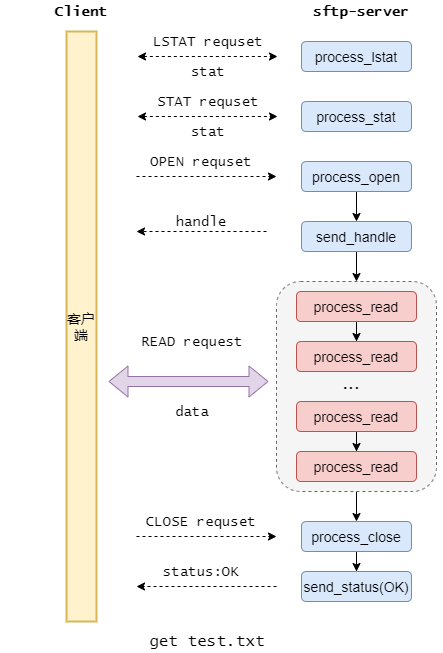 Client
sftp-server
LSTAT requset
stat
process_lstat
STAT requset
stat
process_stat
OPEN requset
process_open
handle
send_handle
客户
端
READ request
data
process_read
process_read
...
process_read
process_read
CLOSE requset
process_close
status:OK
send_status(OK)
get test.txt